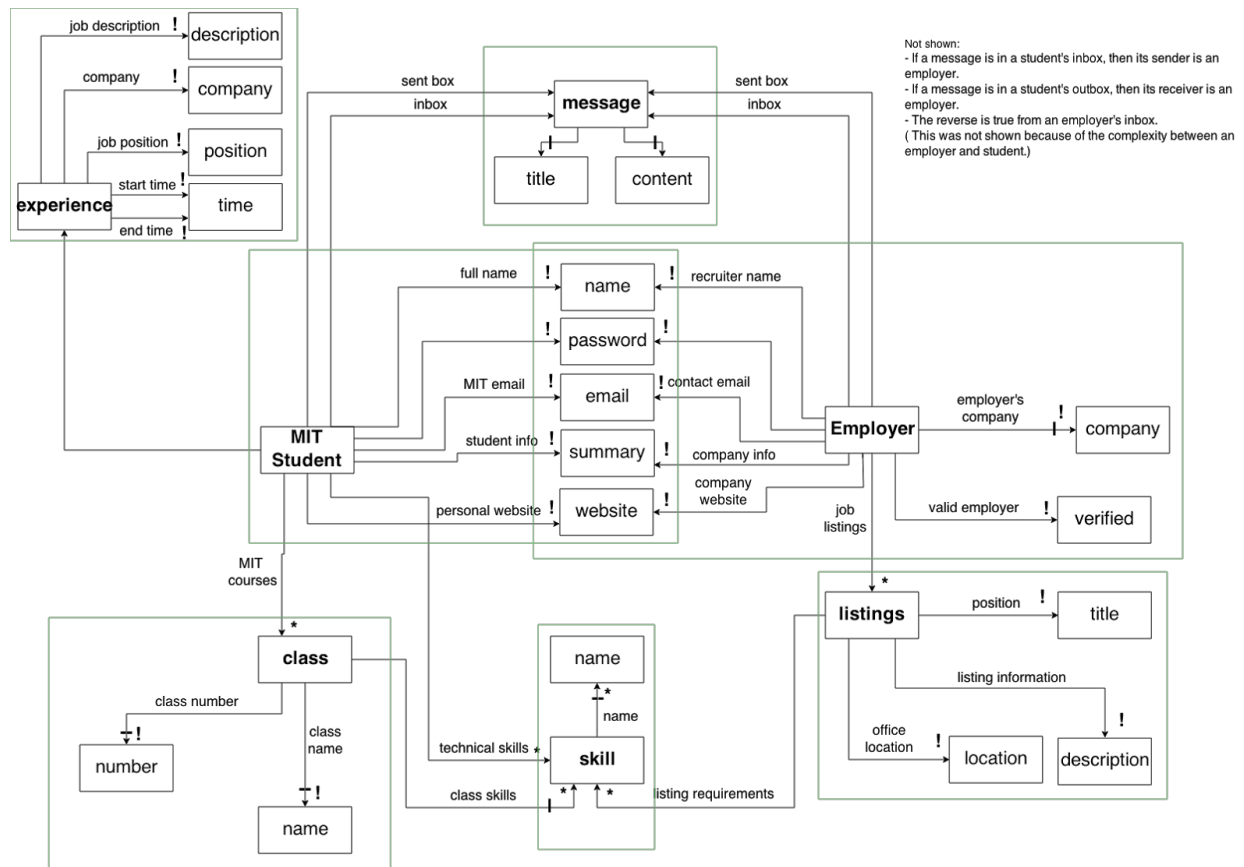 job description !
description
company !
company
job position !
position
start time !
experience
time
end time !
sent box
inbox
message
title
content
sent box
inbox
Not shown:
- If a message is in a student's inbox, then its sender is an
employer.
- If a message is in a student's outbox, then its receiver is an
employer.
- The reverse is true from an employer's inbox.
( This was not shown because of the complexity between an
employer and student.)
full name !
name
! recruiter name
!
password
!
MIT email !
email
! contact email
student info !
summary
! company info
personal website !
website
! company
website
MIT
Student
Employer
employer's
company !
company
valid employer !
verified
job
listings
*
MIT
courses
*
class
class number
!
number
class
name
!
name
name
*
name
technical skills *
skill
class skills *
* listing requirements
listings
position !
title
listing information
!
description
office
location !
location